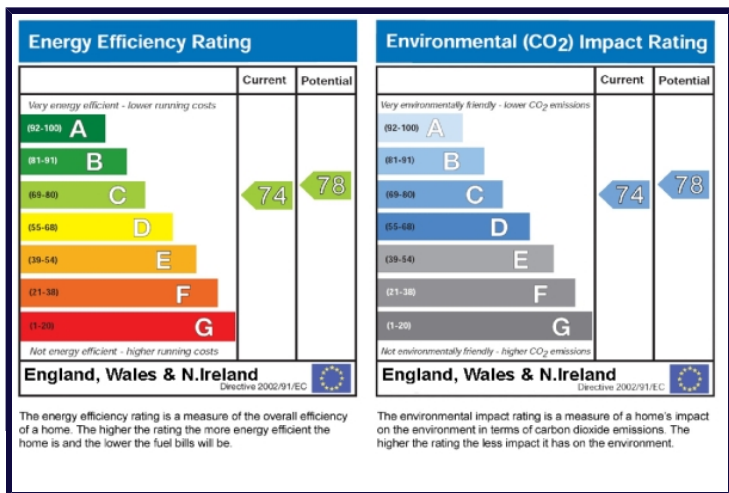 Energy Efficiency Rating
Current Potential
Very energy efficient - lower running costs
(92-100) A
(81-91) B
(69-80) C
74
78
(55-68) D
(39-54) E
(21-38) F
(1-20) G
Not energy efficient - higher running costs
England, Wales & N.Ireland
Directive 2002/91/EC
The energy efficiency rating is a measure of the overall efficiency
of a home. The higher the rating the more energy efficient the
home is and the lower the fuel bills will be.
Environmental (CO2) Impact Rating
Current Potential
Very environmentally friendly - lower CO2 emissions
(92-100) A
(81-91) B
(69-80) C
74
78
(55-68) D
(39-54) E
(21-38) F
(1-20) G
Not environmentally friendly - higher CO2 emissions
England, Wales & N.Ireland
Directive 2002/91/EC
The environmental impact rating is a measure of a home's impact
on the environment in terms of carbon dioxide emissions. The
higher the rating the less impact it has on the environment.